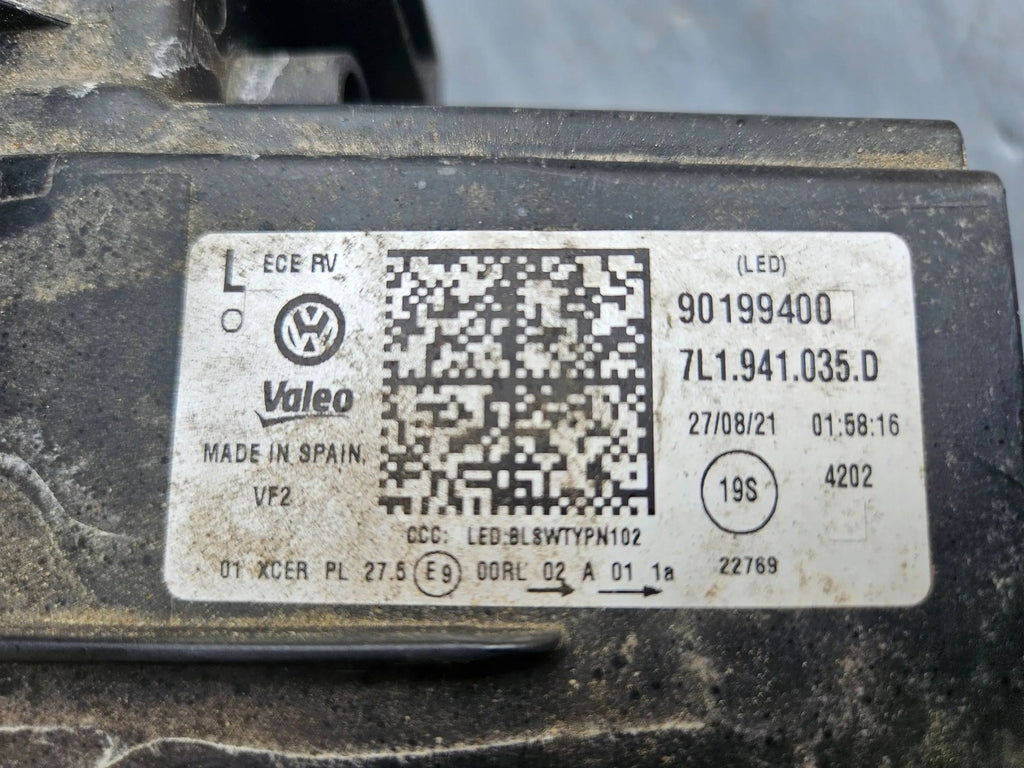 L ECE RV
VW
Valeo
MADE IN SPAIN.
VF2
(LED)
90199400
7L1.941.035.D
27/08/21 01:58:16
19S 4202
CCC: LED:BLSWTYPN102
01 XCER PL 27.5 E9 00RL 02 A 01 1a
22769